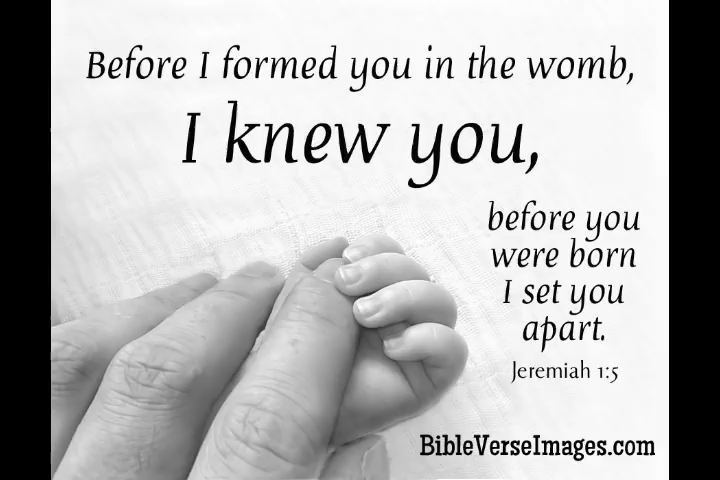 Before I formed you in the womb,
I knew you,
before you
were born
I set you
apart.
Jeremiah 1:5
BibleVerseImages.com